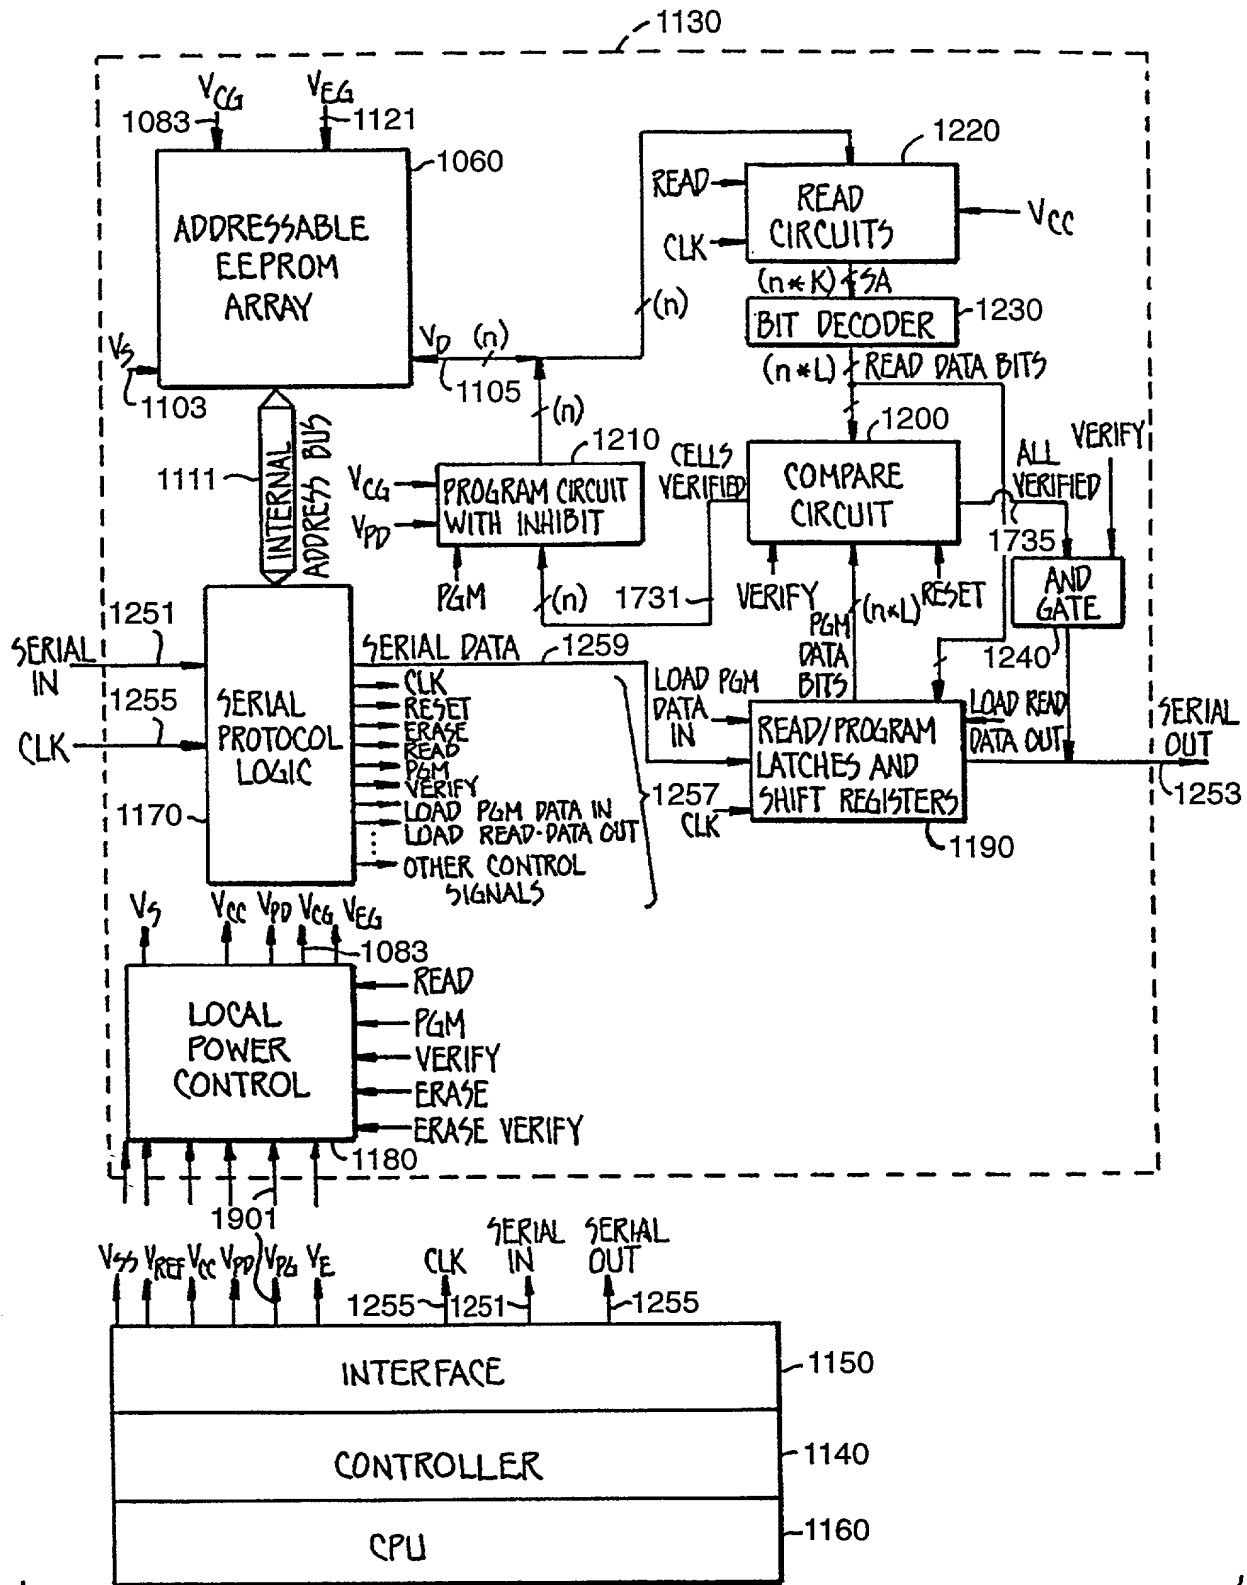 1130
VCG
VEG
1083
1121
1060
ADDRESSABLE
EEPROM
ARRAY
VS
1103
VD
(n)
1105
1220
READ
CLK
READ
CIRCUITS
VCC
(n*K)
SA
(n)
BIT DECODER
1230
(n*L)
READ DATA BITS
1111
INTERNAL
ADDRESS BUS
(n)
1210
VCG
VPD
PROGRAM CIRCUIT
WITH INHIBIT
PGM
(n)
CELLS
VERIFIED
1731
1200
COMPARE
CIRCUIT
ALL
VERIFIED
VERIFY
1735
VERIFY
RESET
PGM
DATA
BITS
(n*L)
AND
GATE
1240
1251
SERIAL
IN
1255
CLK
SERIAL
PROTOCOL
LOGIC
1170
SERIAL DATA
1259
CLK
RESET
ERASE
READ
PGM
VERIFY
LOAD PGM DATA IN
LOAD READ-DATA OUT
OTHER CONTROL
SIGNALS
1257
LOAD PGM
DATA
IN
CLK
READ/PROGRAM
LATCHES AND
SHIFT REGISTERS
1190
LOAD READ
DATA OUT
SERIAL
OUT
1253
VS
VCC
VPD
VCG
VEG
1083
LOCAL
POWER
CONTROL
READ
PGM
VERIFY
ERASE
ERASE VERIFY
1180
1901
VSS
VREF
VCC
VPD
VPG
VE
CLK
SERIAL
IN
SERIAL
OUT
1255
1251
1255
INTERFACE
1150
CONTROLLER
1140
CPU
1160